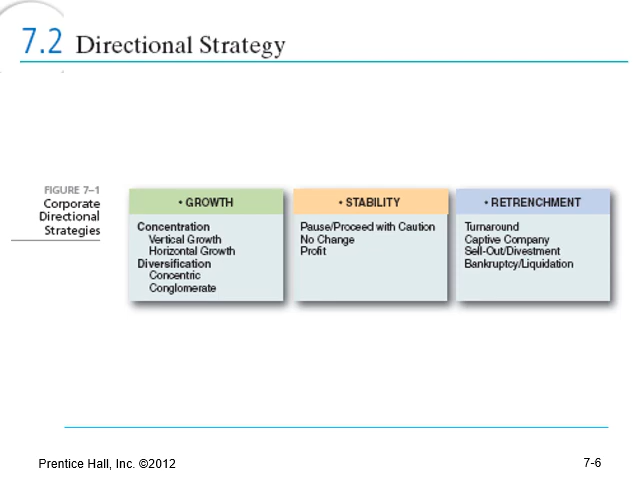 7.2 Directional Strategy
FIGURE 7–1
Corporate
Directional
Strategies
• GROWTH
Concentration
Vertical Growth
Horizontal Growth
Diversification
Concentric
Conglomerate
• STABILITY
Pause/Proceed with Caution
No Change
Profit
• RETRENCHMENT
Turnaround
Captive Company
Sell-Out/Divestment
Bankruptcy/Liquidation
Prentice Hall, Inc. ©2012
7-6